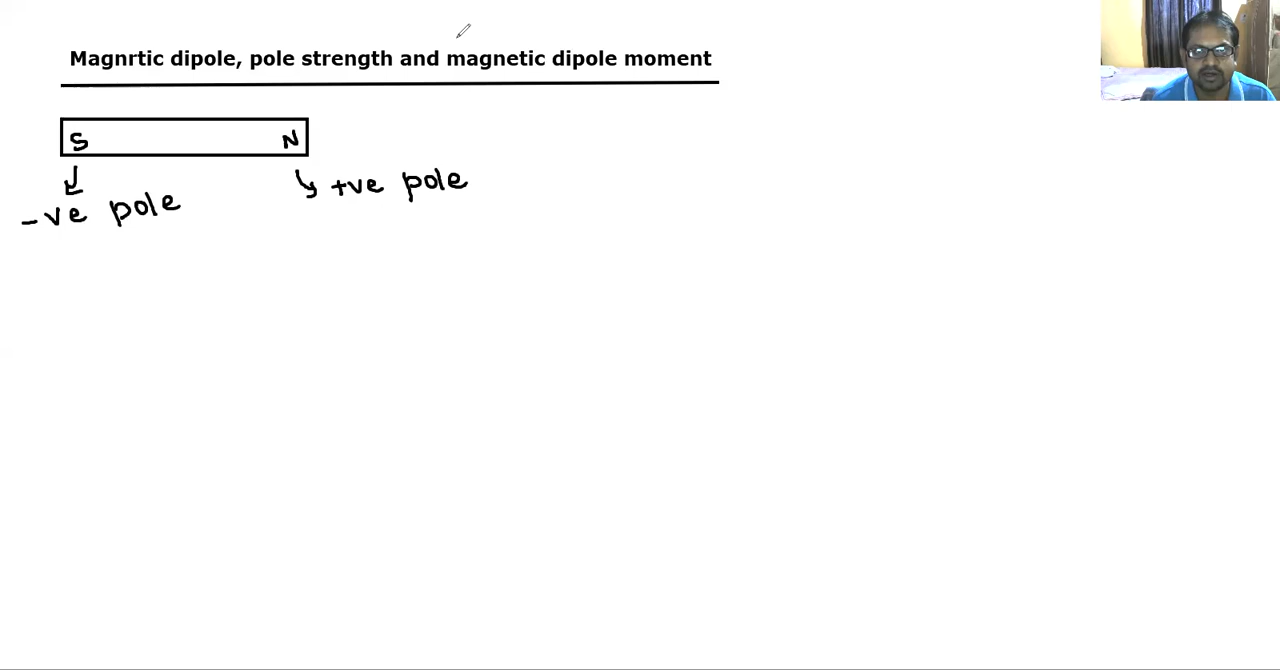 Magnrtic dipole, pole strength and magnetic dipole moment
S N
+ve pole
-ve pole